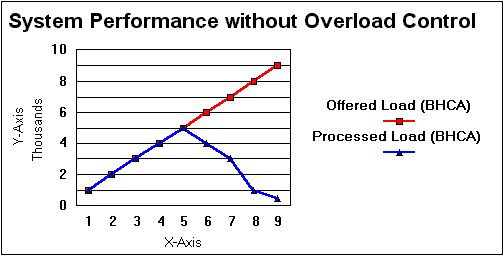 System Performance without Overload Control
10
8
6
4
2
0
Y-Axis
Thousands
1 2 3 4 5 6 7 8 9
X-Axis
Offered Load (BHCA)
Processed Load (BHCA)